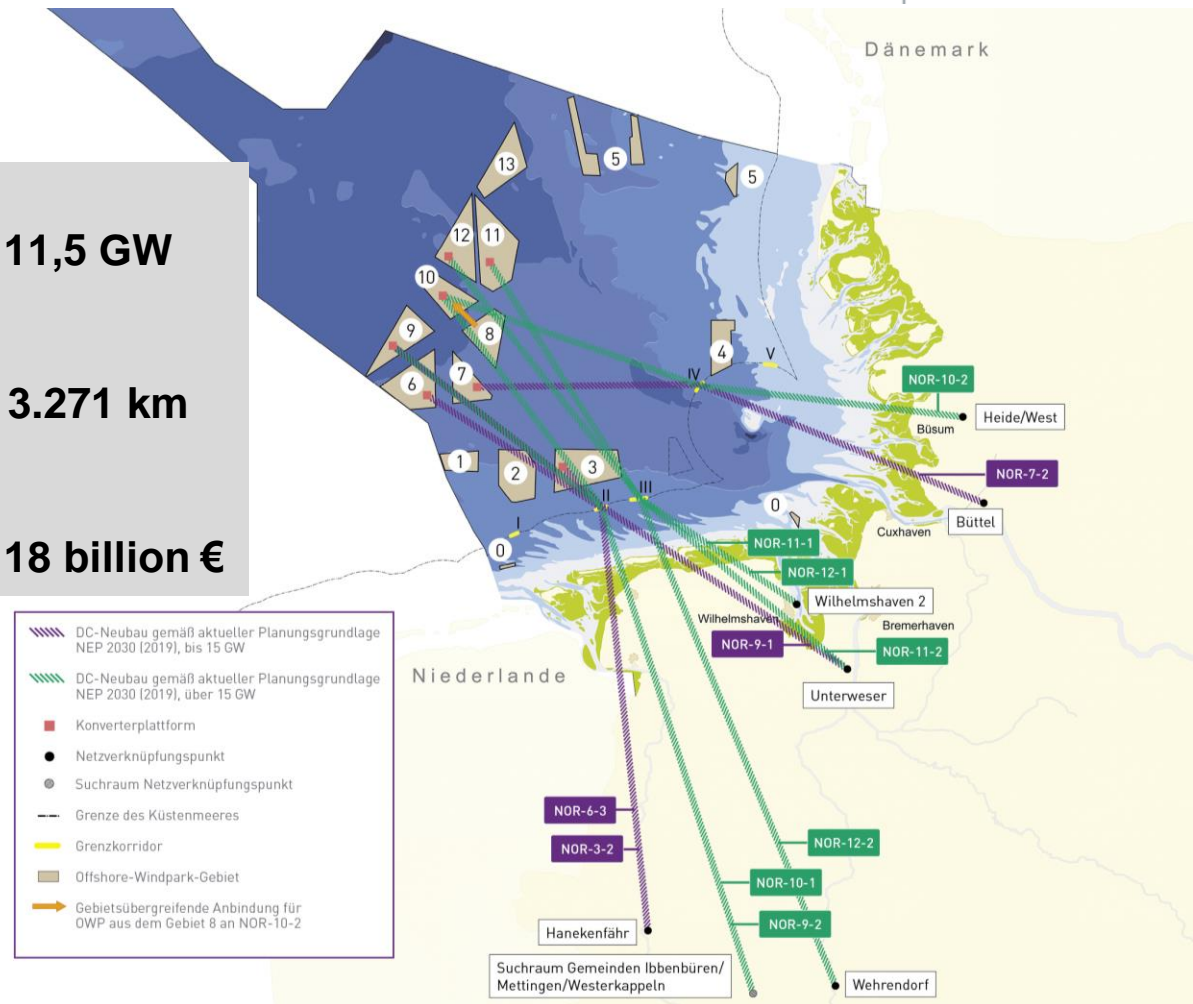 Dänemark
11,5 GW
3.271 km
18 billion €
13
5
5
12
11
10
9
8
7
6
4
V
IV
1
2
3
I
II
III
0
0
NOR-10-2
Heide/West
Büsum
NOR-7-2
Büttel
Cuxhaven
NOR-11-1
NOR-12-1
Wilhelmshaven 2
Wilhelmshaven
Bremerhaven
NOR-9-1
NOR-11-2
Unterweser
Niederlande
NOR-6-3
NOR-3-2
NOR-12-2
NOR-10-1
NOR-9-2
Hanekenfähr
Suchraum Gemeinden Ibbenbüren/
Mettingen/Westerkappeln
Wehrendorf
DC-Neubau gemäß aktueller Planungsgrundlage
NEP 2030 (2019), bis 15 GW
DC-Neubau gemäß aktueller Planungsgrundlage
NEP 2030 (2019), über 15 GW
Konverterplattform
Netzverknüpfungspunkt
Suchraum Netzverknüpfungspunkt
Grenze des Küstenmeeres
Grenzkorridor
Offshore-Windpark-Gebiet
Gebietsübergreifende Anbindung für
OWP aus dem Gebiet 8 an NOR-10-2